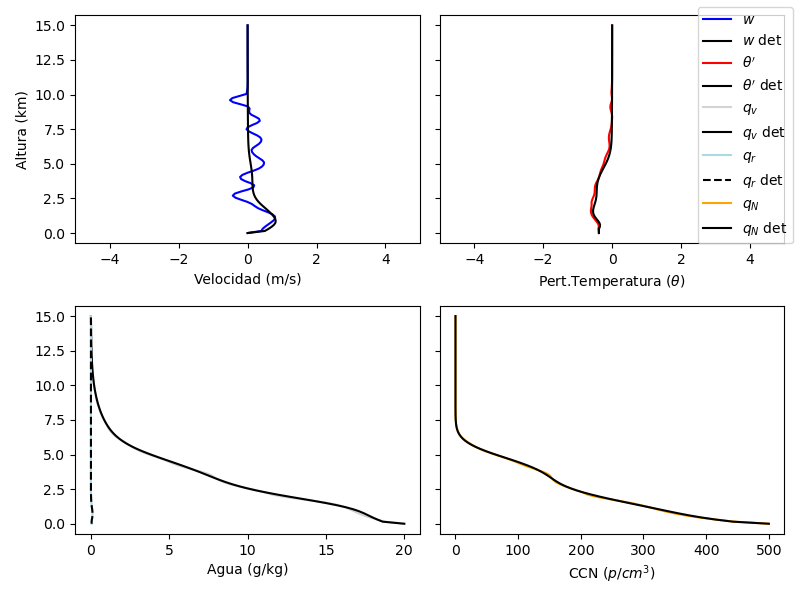 15.0
12.5
10.0
7.5
5.0
2.5
0.0
Altura (km)
−4 −2 0 2 4
Velocidad (m/s)
−4 −2 0 2 4
Pert.Temperatura (θ)
w
w det
θ′
θ′ det
q_v
q_v det
q_r
q_r det
q_N
q_N det
15.0
12.5
10.0
7.5
5.0
2.5
0.0
0 5 10 15 20
Agua (g/kg)
0 100 200 300 400 500
CCN (p/cm³)